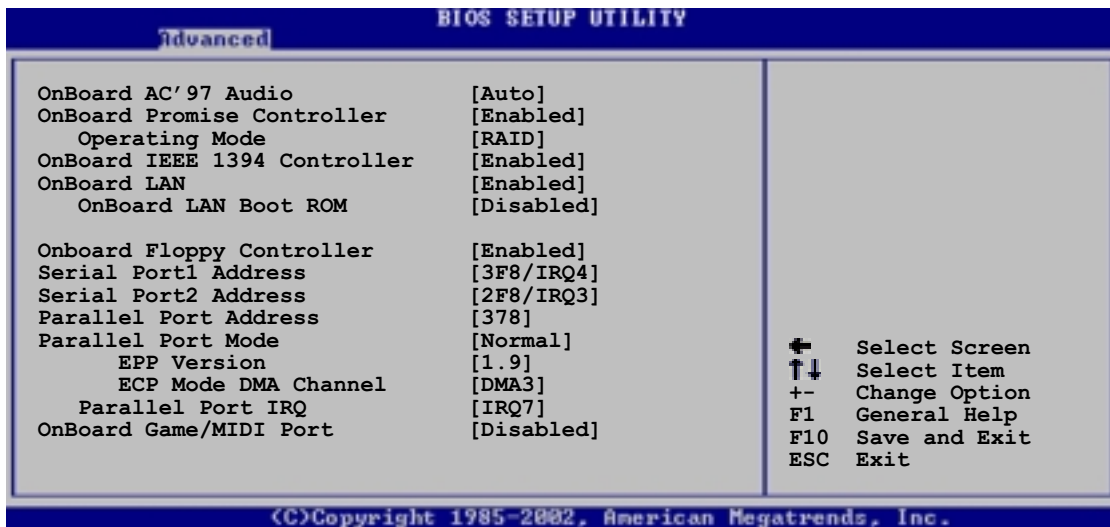 BIOS SETUP UTILITY
Advanced
OnBoard AC'97 Audio [Auto]
OnBoard Promise Controller [Enabled]
Operating Mode [RAID]
OnBoard IEEE 1394 Controller [Enabled]
OnBoard LAN [Enabled]
OnBoard LAN Boot ROM [Disabled]
Onboard Floppy Controller [Enabled]
Serial Port1 Address [3F8/IRQ4]
Serial Port2 Address [2F8/IRQ3]
Parallel Port Address [378]
Parallel Port Mode [Normal]
EPP Version [1.9]
ECP Mode DMA Channel [DMA3]
Parallel Port IRQ [IRQ7]
OnBoard Game/MIDI Port [Disabled]
← Select Screen
↑↓ Select Item
+- Change Option
F1 General Help
F10 Save and Exit
ESC Exit
(C)Copyright 1985-2002, American Megatrends, Inc.